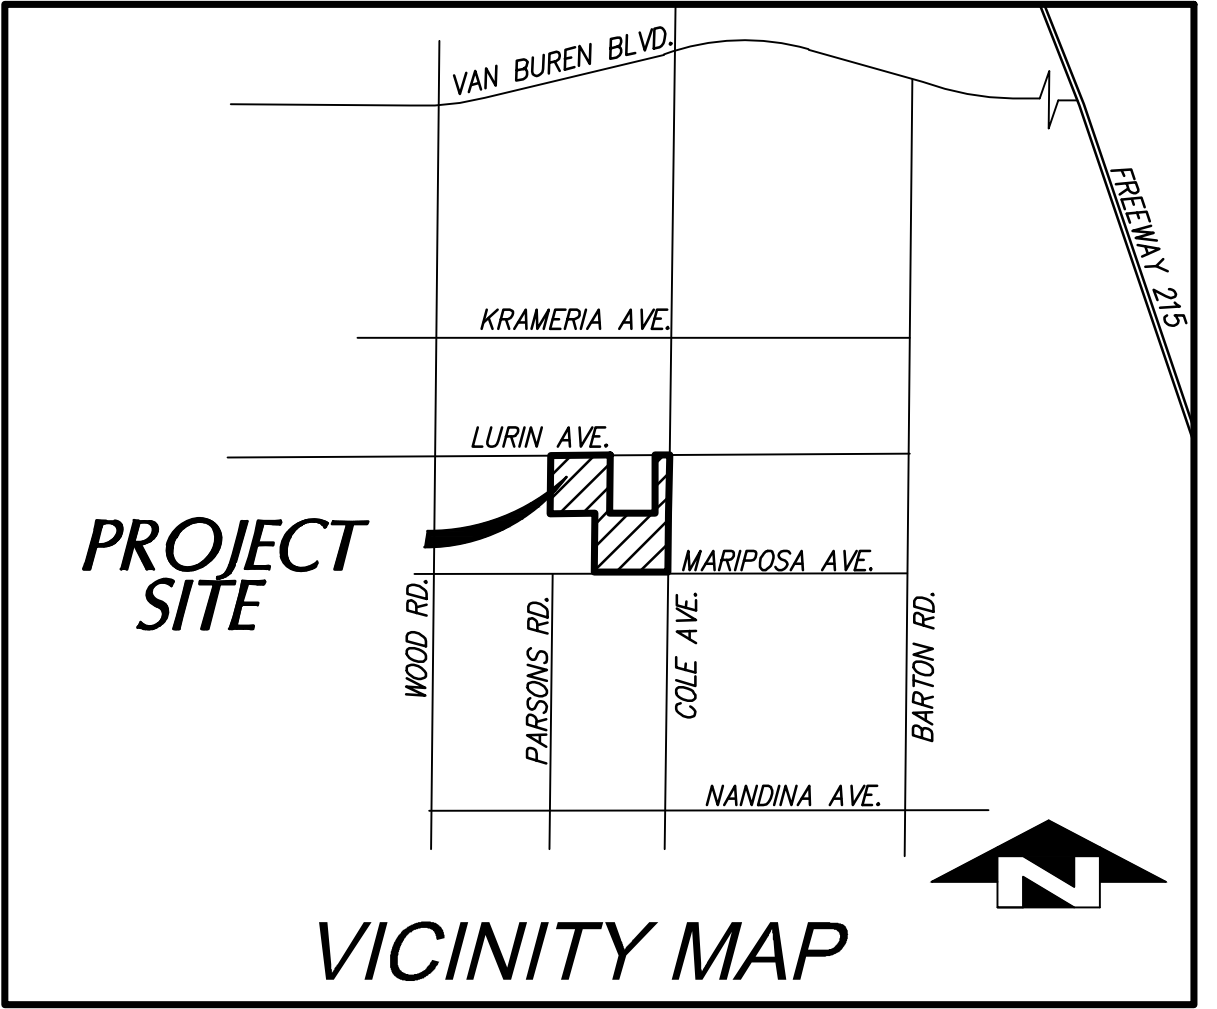 VAN BUREN BLVD.
FREEWAY 215
KRAMERIA AVE.
LURIN AVE.
PROJECT
SITE
MARIPOSA AVE.
WOOD RD.
PARSONS RD.
COLE AVE.
BARTON RD.
NANDINA AVE.
N
VICINITY MAP